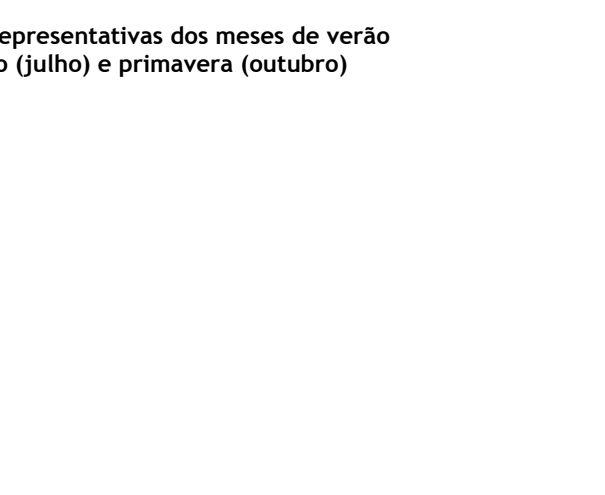 epresentativas dos meses de verão
o (julho) e primavera (outubro)